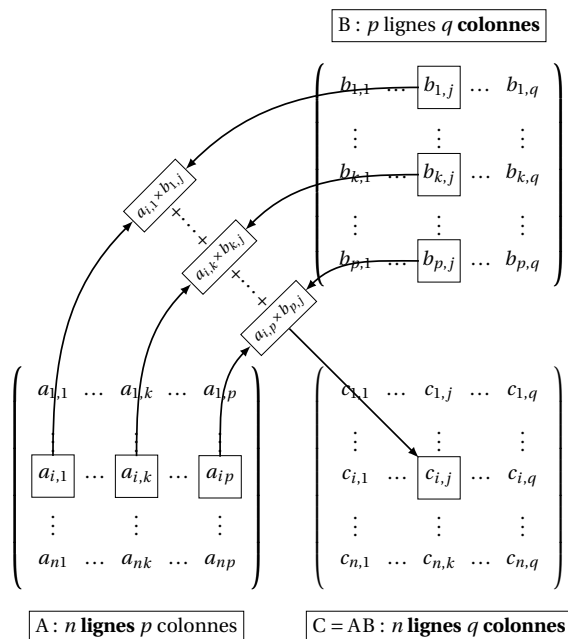 B : p lignes q colonnes
b1,1 … b1,j … b1,q
⋮ ⋮ ⋮
bk,1 … bk,j … bk,q
⋮ ⋮ ⋮
bp,1 … bp,j … bp,q
ai,1 × b1,j
+ ⋯ +
ai,k × bk,j
+ ⋯ +
ai,p × bp,j
a1,1 … a1,k … a1,p
⋮ ⋮ ⋮
ai,1 … ai,k … aip
⋮ ⋮ ⋮
an1 … ank … anp
c1,1 … c1,j … c1,q
⋮ ⋮ ⋮
ci,1 … ci,j … ci,q
⋮ ⋮ ⋮
cn,1 … cn,k … cn,q
A : n lignes p colonnes
C = AB : n lignes q colonnes